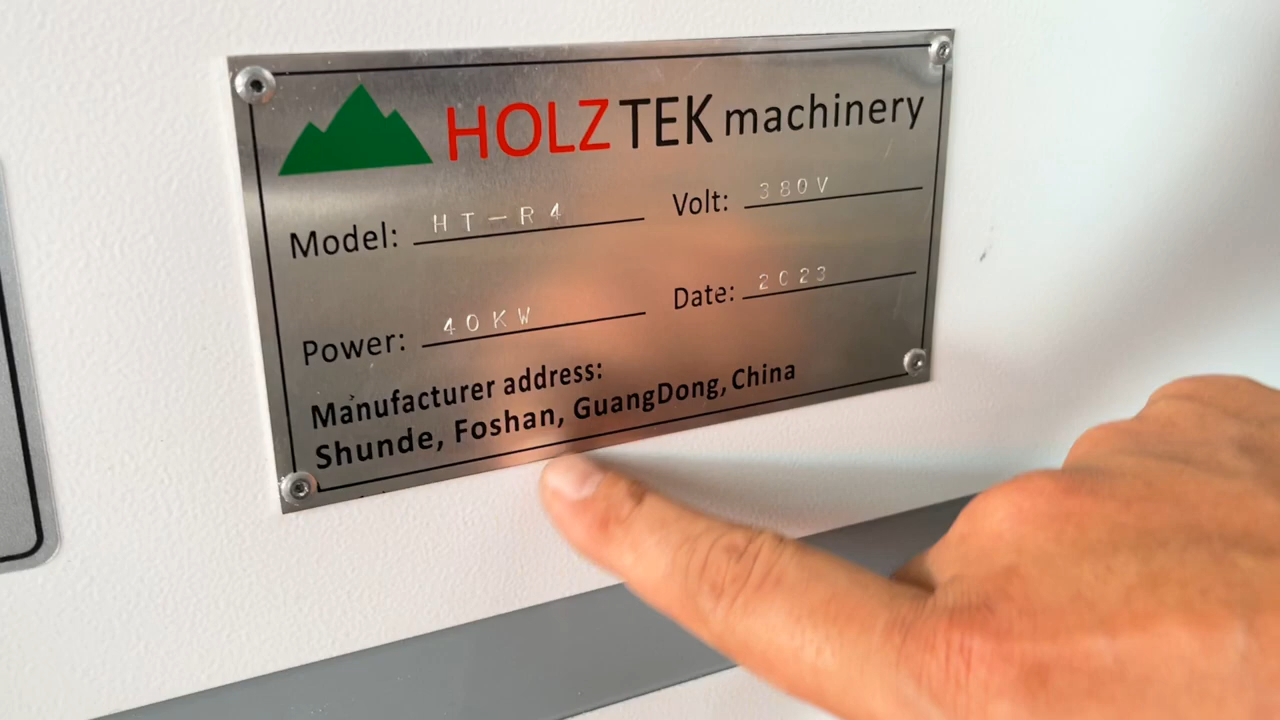 HOLZTEK machinery
Model: HT-R4 Volt: 380V
Power: 40KW Date: 2023
Manufacturer address:
Shunde, Foshan, GuangDong, China